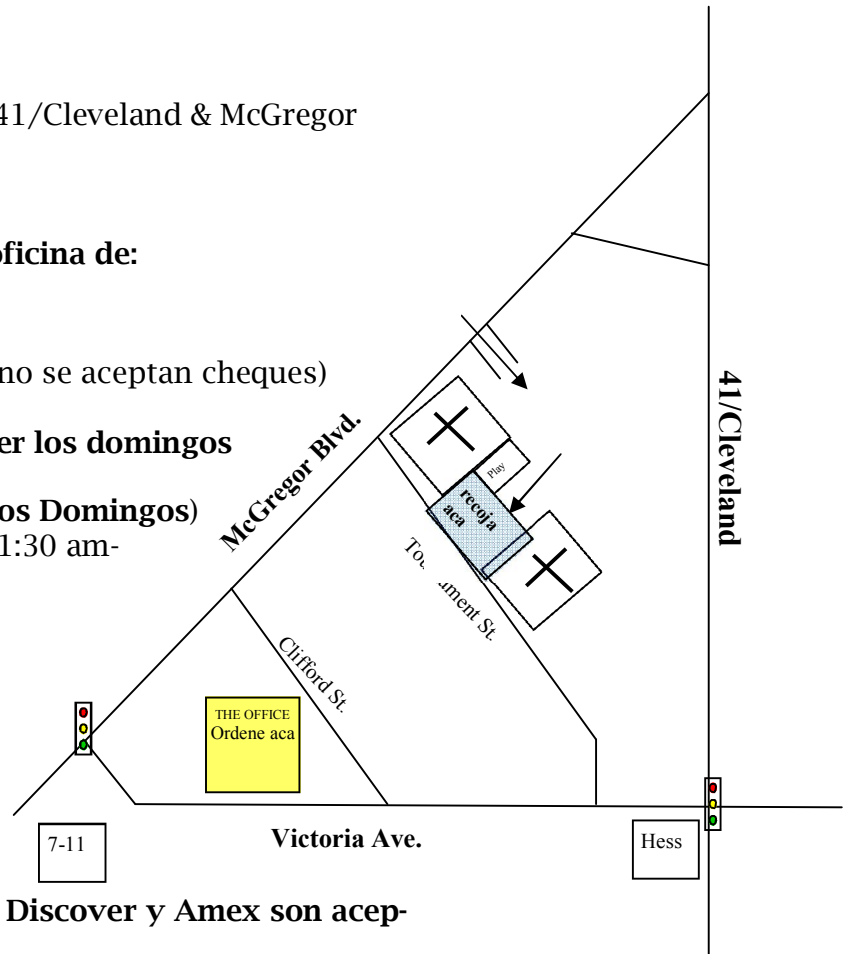 41/Cleveland & McGregor
oficina de:
no se aceptan cheques)
er los domingos
os Domingos)
1:30 am-
McGregor Blvd.
41/Cleveland
Play
recoja
aca
ment St.
Clifford St.
THE OFFICE
Ordene aca
7-11
Victoria Ave.
Hess
Discover y Amex son acep-